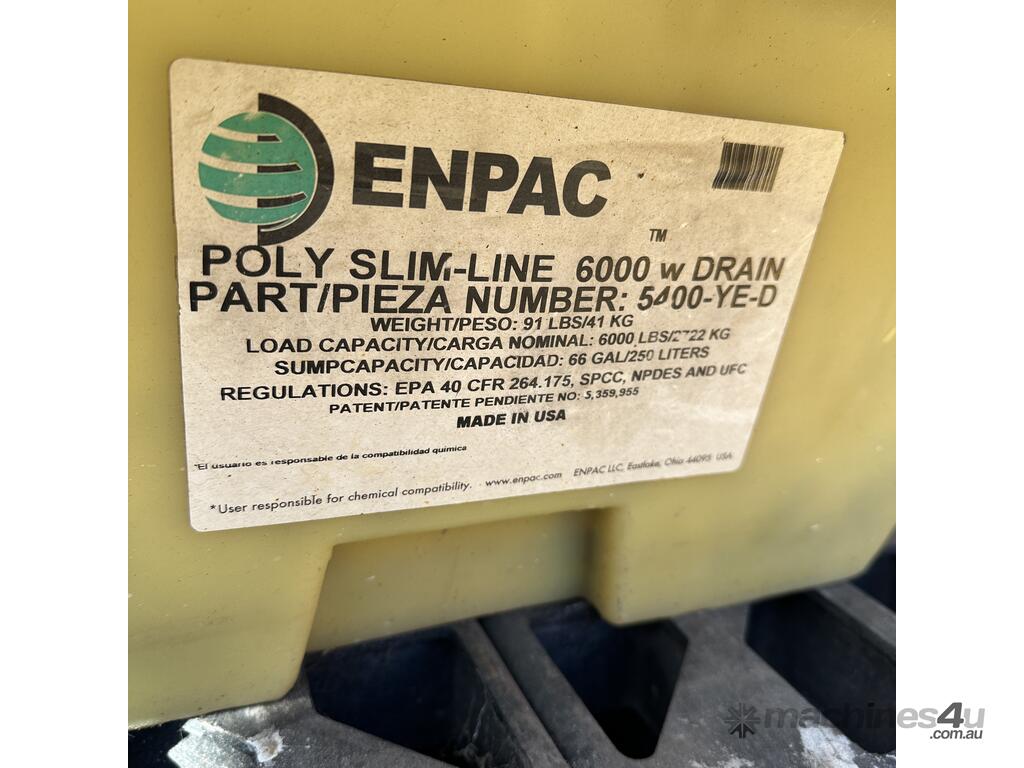 ENPAC
TM
POLY SLIM-LINE 6000 w DRAIN
PART/PIEZA NUMBER: 5400-YE-D
WEIGHT/PESO: 91 LBS/41 KG
LOAD CAPACITY/CARGA NOMINAL: 6000 LBS/2722 KG
SUMPCAPACITY/CAPACIDAD: 66 GAL/250 LITERS
REGULATIONS: EPA 40 CFR 264.175, SPCC, NPDES AND UFC
PATENT/PATENTE PENDIENTE NO: 5,359,955
MADE IN USA
*El usuario es responsable de la compatibilidad quimica
*User responsible for chemical compatibility. www.enpac.com ENPAC LLC, Eastlake, Ohio 44095 USA
machines4u
.com.au